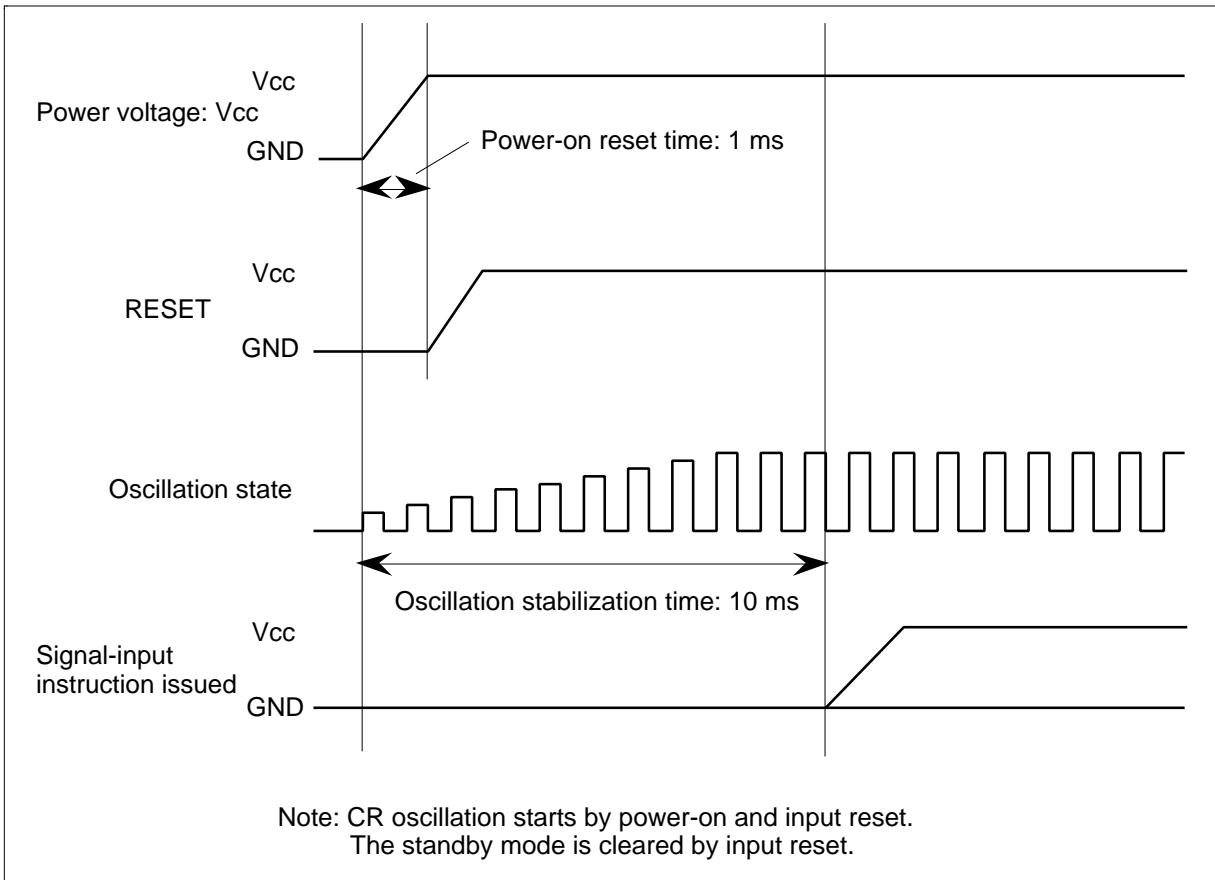 Vcc
Power voltage: Vcc
GND
Power-on reset time: 1 ms
Vcc
RESET
GND
Oscillation state
Oscillation stabilization time: 10 ms
Vcc
Signal-input
instruction issued
GND
Note: CR oscillation starts by power-on and input reset.
The standby mode is cleared by input reset.